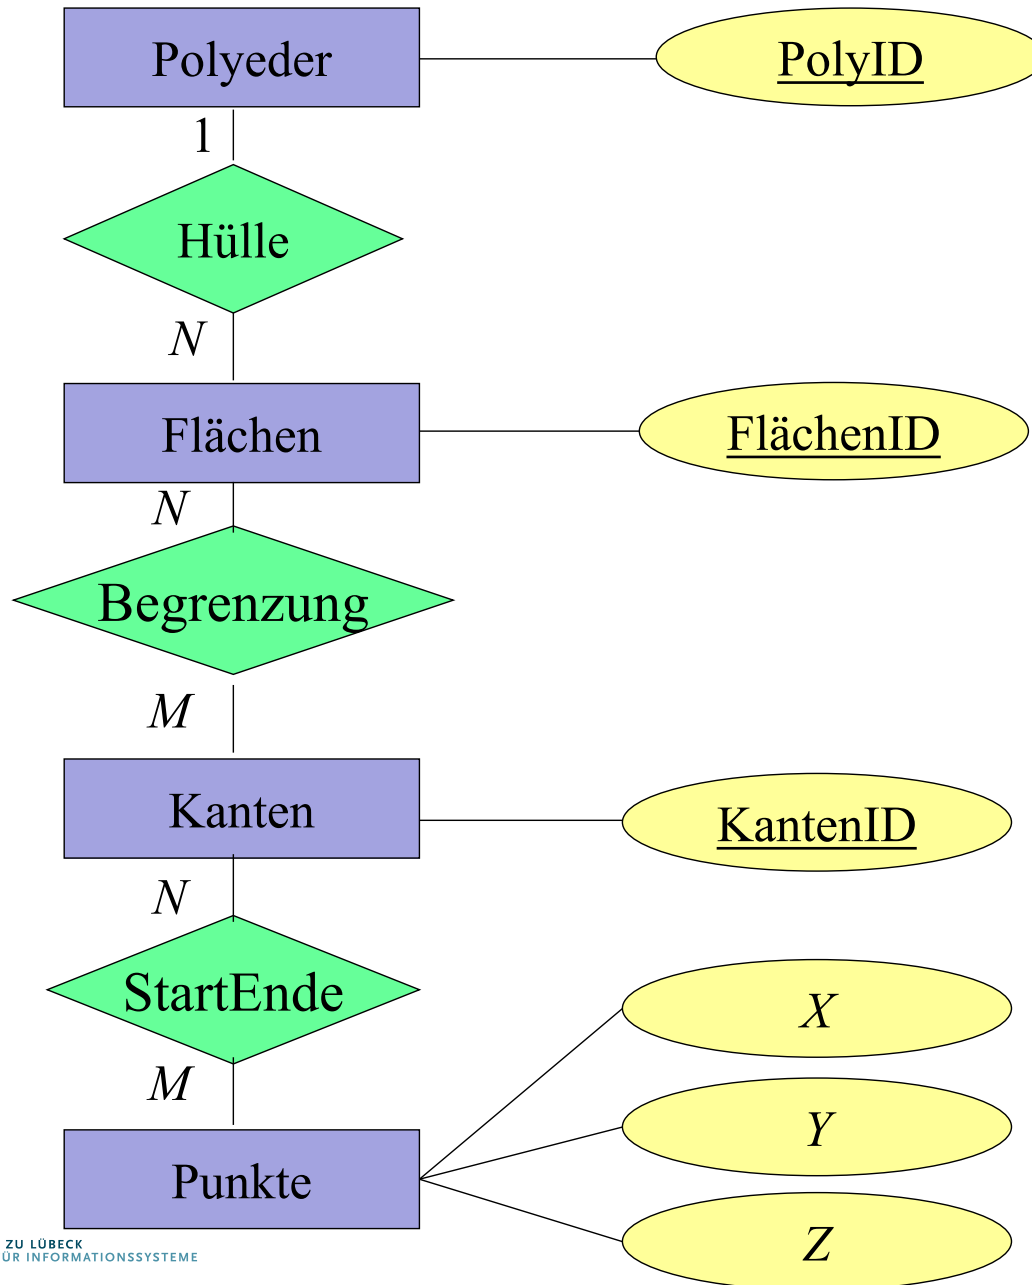 Polyeder
PolyID
1
Hülle
N
Flächen
FlächenID
N
Begrenzung
M
Kanten
KantenID
N
StartEnde
X
M
Y
Punkte
Z
ZU LÜBECK
ÜR INFORMATIONSSYSTEME